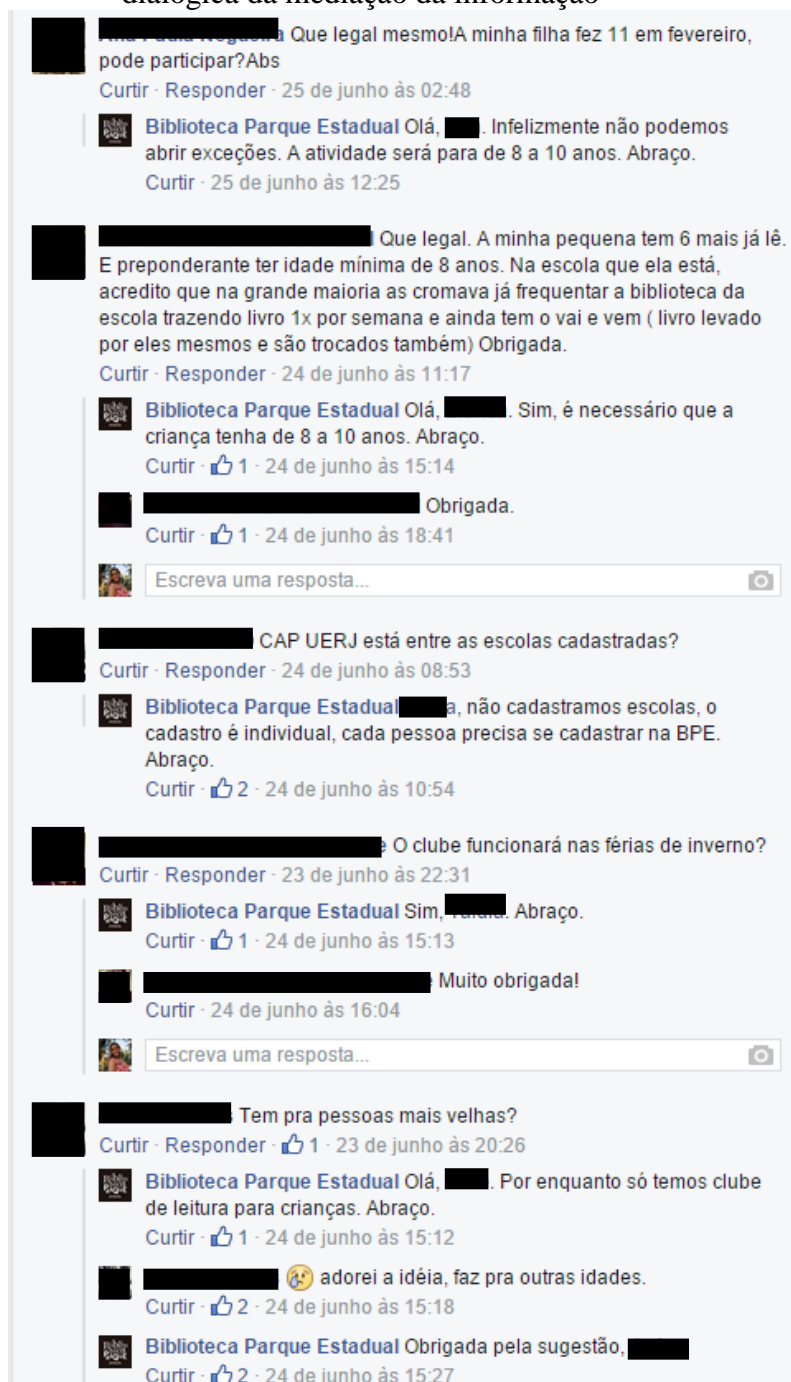 dialógica da mediação da informação
Que legal mesmo!A minha filha fez 11 em fevereiro,
pode participar?Abs
Curtir · Responder · 25 de junho às 02:48
Biblioteca Parque Estadual Olá, . Infelizmente não podemos
abrir exceções. A atividade será para de 8 a 10 anos. Abraço.
Curtir · 25 de junho às 12:25
Que legal. A minha pequena tem 6 mais já lê.
E preponderante ter idade mínima de 8 anos. Na escola que ela está,
acredito que na grande maioria as cromava já frequentar a biblioteca da
escola trazendo livro 1x por semana e ainda tem o vai e vem ( livro levado
por eles mesmos e são trocados também) Obrigada.
Curtir · Responder · 24 de junho às 11:17
Biblioteca Parque Estadual Olá, . Sim, é necessário que a
criança tenha de 8 a 10 anos. Abraço.
Curtir · 1 · 24 de junho às 15:14
Obrigada.
Curtir · 1 · 24 de junho às 18:41
Escreva uma resposta...
CAP UERJ está entre as escolas cadastradas?
Curtir · Responder · 24 de junho às 08:53
Biblioteca Parque Estadual a, não cadastramos escolas, o
cadastro é individual, cada pessoa precisa se cadastrar na BPE.
Abraço.
Curtir · 2 · 24 de junho às 10:54
O clube funcionará nas férias de inverno?
Curtir · Responder · 23 de junho às 22:31
Biblioteca Parque Estadual Sim, . Abraço.
Curtir · 1 · 24 de junho às 15:13
Muito obrigada!
Curtir · 24 de junho às 16:04
Escreva uma resposta...
Tem pra pessoas mais velhas?
Curtir · Responder · 1 · 23 de junho às 20:26
Biblioteca Parque Estadual Olá, . Por enquanto só temos clube
de leitura para crianças. Abraço.
Curtir · 1 · 24 de junho às 15:12
adorei a idéia, faz pra outras idades.
Curtir · 2 · 24 de junho às 15:18
Biblioteca Parque Estadual Obrigada pela sugestão,
Curtir · 2 · 24 de junho às 15:27